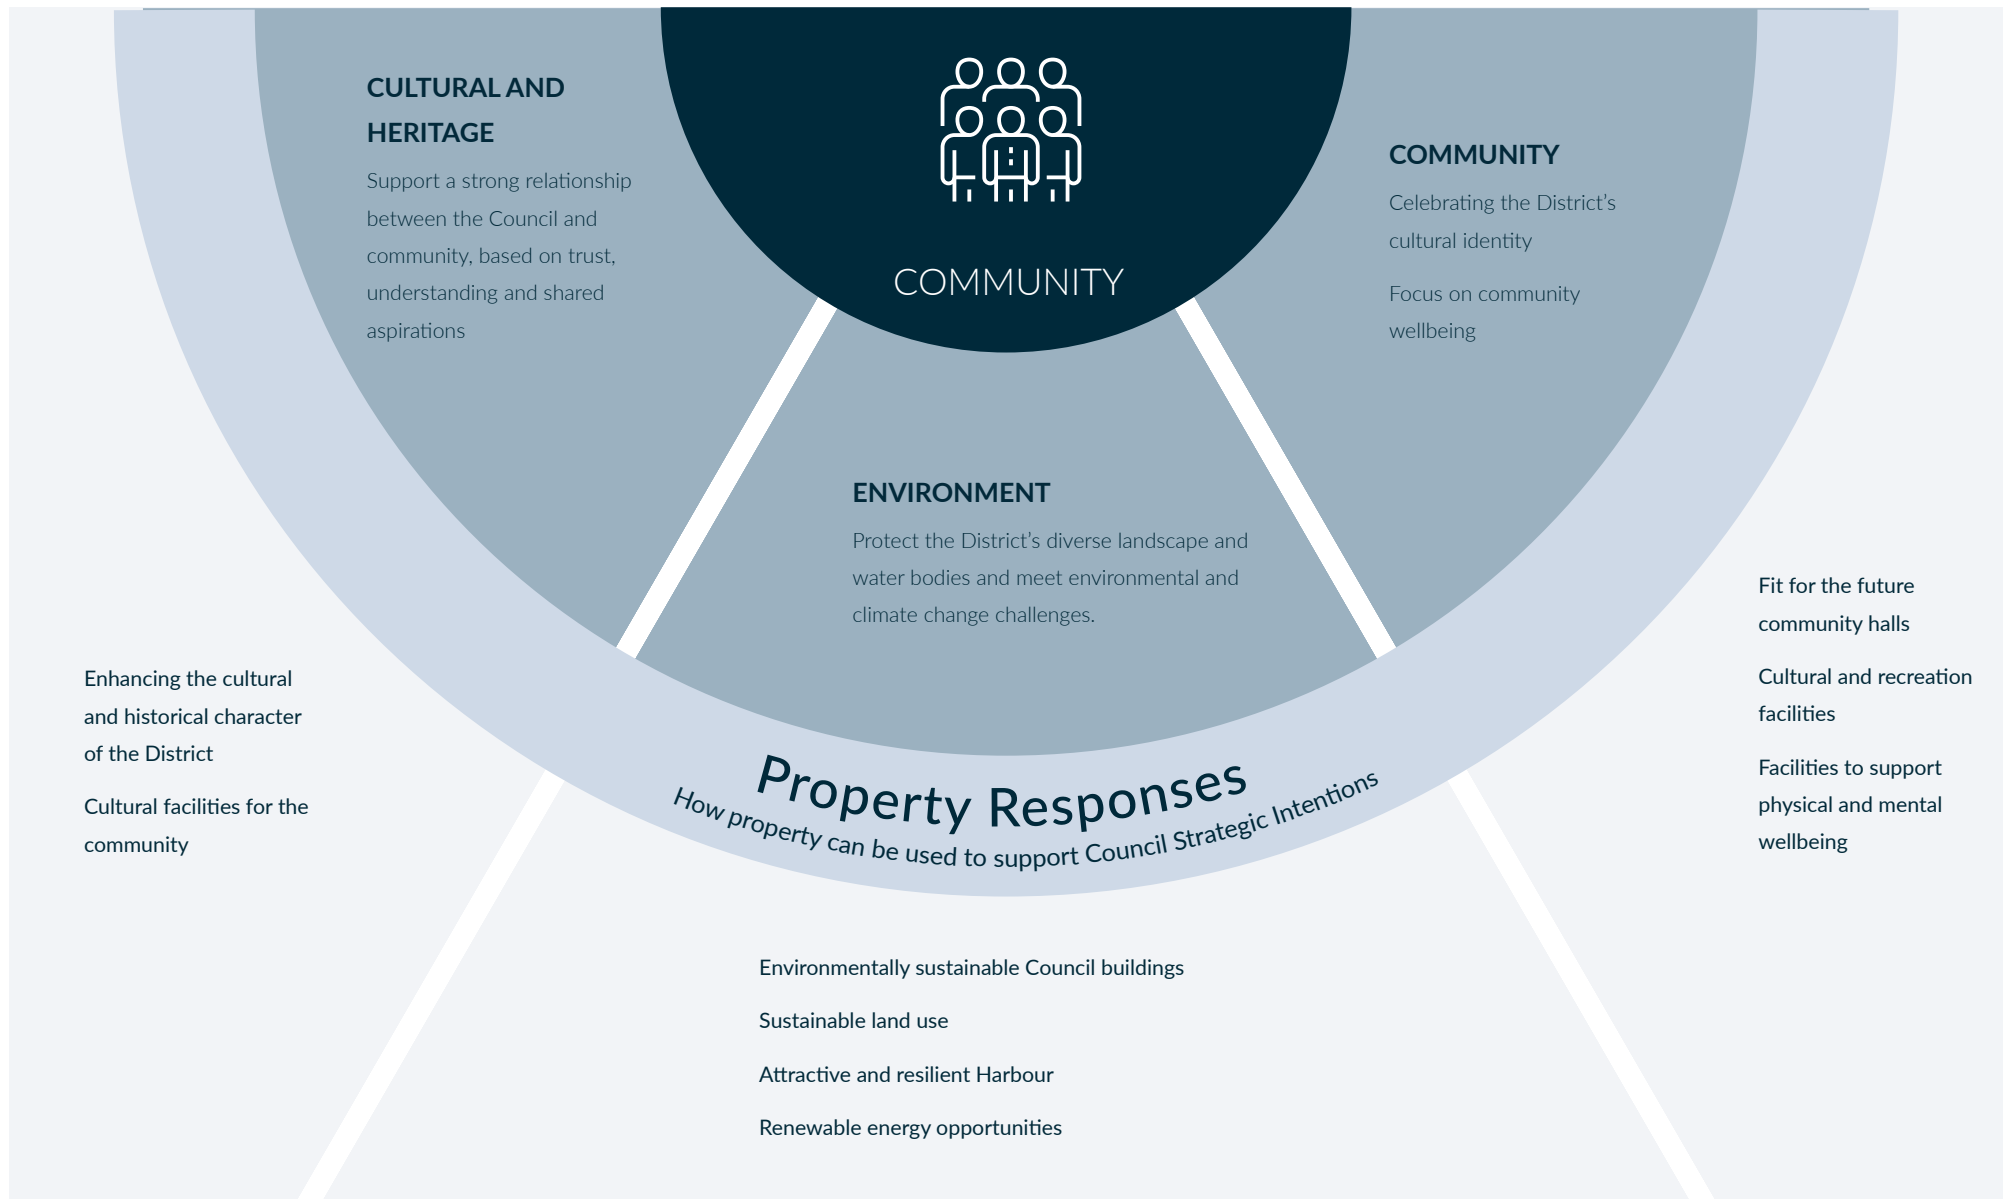 COMMUNITY
CULTURAL AND
HERITAGE
Support a strong relationship
between the Council and
community, based on trust,
understanding and shared
aspirations
COMMUNITY
Celebrating the District’s
cultural identity
Focus on community
wellbeing
ENVIRONMENT
Protect the District’s diverse landscape and
water bodies and meet environmental and
climate change challenges.
Property Responses
How property can be used to support Council Strategic Intentions
Enhancing the cultural
and historical character
of the District
Cultural facilities for the
community
Environmentally sustainable Council buildings
Sustainable land use
Attractive and resilient Harbour
Renewable energy opportunities
Fit for the future
community halls
Cultural and recreation
facilities
Facilities to support
physical and mental
wellbeing